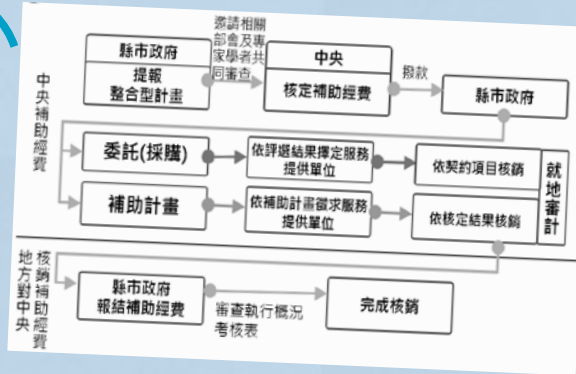 中央補助經費
縣市政府
提報
整合型計畫
邀請相關
部會及專
家學者共
同審查
中央
核定補助經費
撥款
縣市政府
委託(採購)
依評選結果擇定服務
提供單位
依契約項目核銷
補助計畫
依補助計畫徵求服務
提供單位
依核定結果核銷
就地審計
地方對中央
核銷補助經費
縣市政府
報結補助經費
審查執行概況
考核表
完成核銷